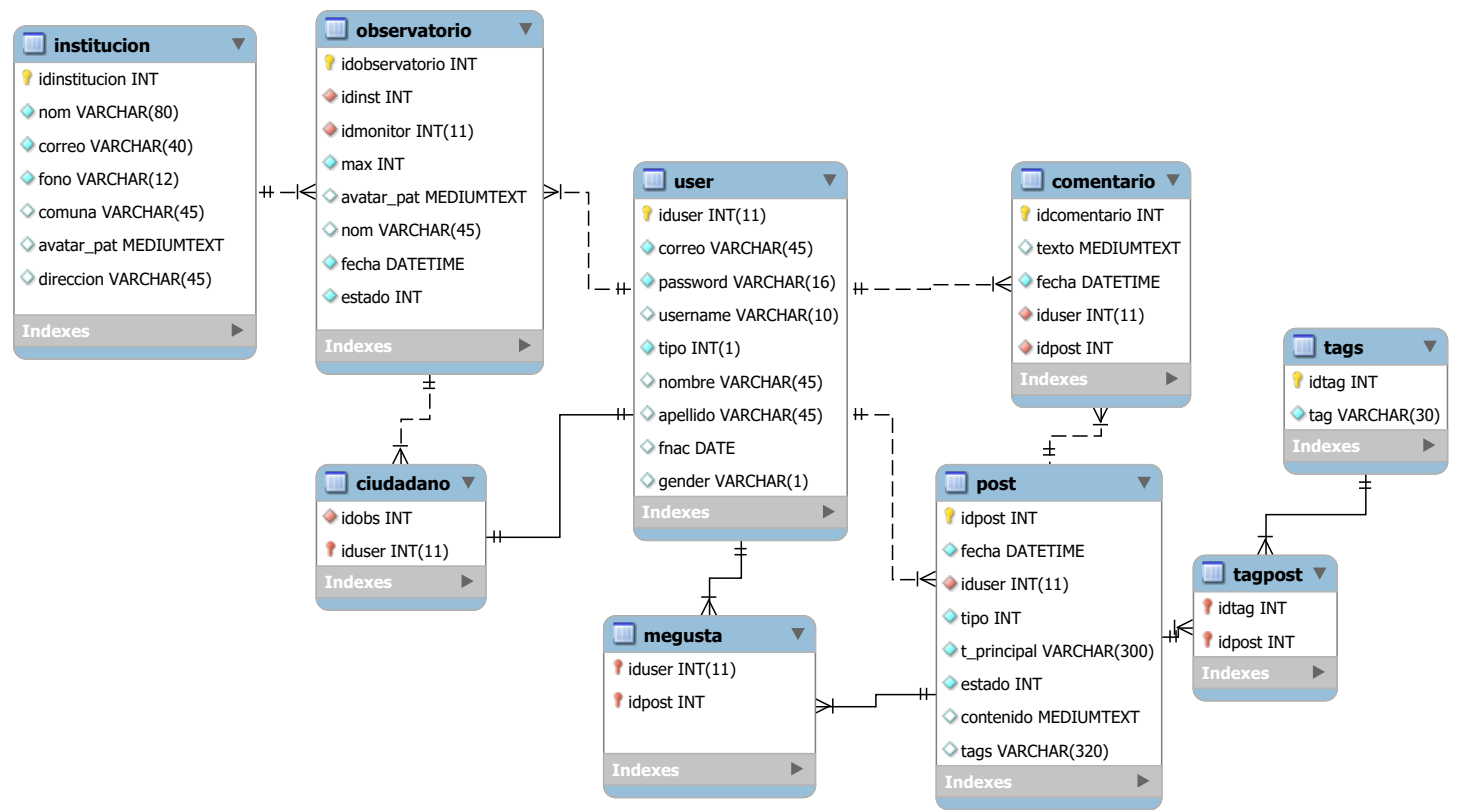 institucion
idinstitucion INT
nom VARCHAR(80)
correo VARCHAR(40)
fono VARCHAR(12)
comuna VARCHAR(45)
avatar_pat MEDIUMTEXT
direccion VARCHAR(45)
Indexes
observatorio
idobservatorio INT
idinst INT
idmonitor INT(11)
max INT
avatar_pat MEDIUMTEXT
nom VARCHAR(45)
fecha DATETIME
estado INT
Indexes
user
iduser INT(11)
correo VARCHAR(45)
password VARCHAR(16)
username VARCHAR(10)
tipo INT(1)
nombre VARCHAR(45)
apellido VARCHAR(45)
fnac DATE
gender VARCHAR(1)
Indexes
comentario
idcomentario INT
texto MEDIUMTEXT
fecha DATETIME
iduser INT(11)
idpost INT
Indexes
tags
idtag INT
tag VARCHAR(30)
Indexes
ciudadano
idobs INT
iduser INT(11)
Indexes
post
idpost INT
fecha DATETIME
iduser INT(11)
tipo INT
t_principal VARCHAR(300)
estado INT
contenido MEDIUMTEXT
tags VARCHAR(320)
Indexes
tagpost
idtag INT
idpost INT
Indexes
megusta
iduser INT(11)
idpost INT
Indexes